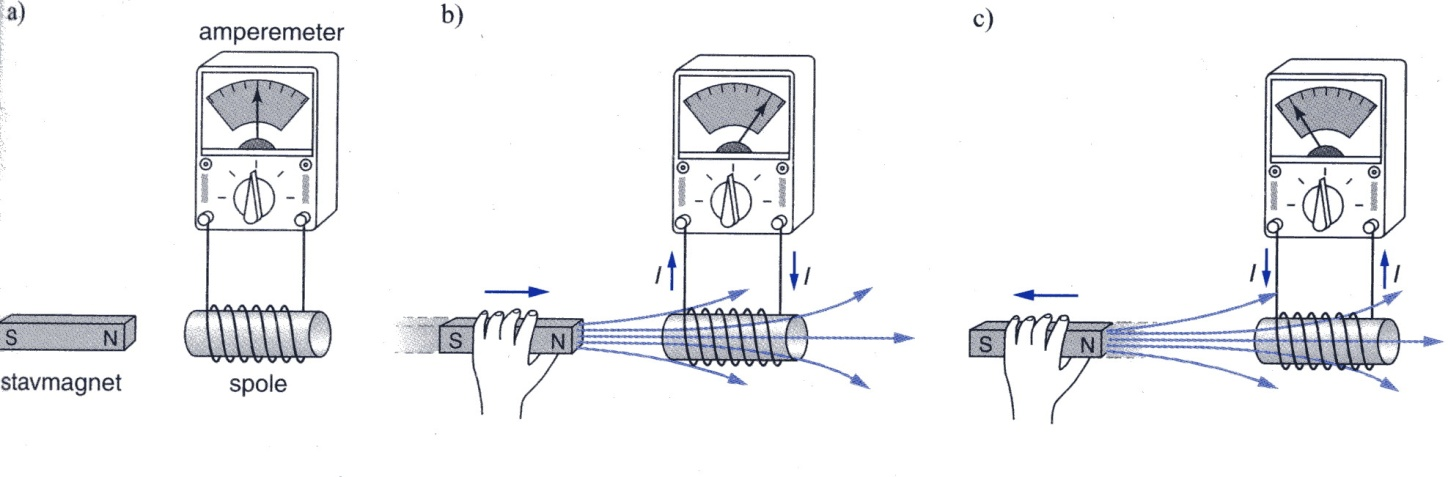 a)
amperemeter
S N
stavmagnet
spole
b)
I I
S N
c)
I I
S N